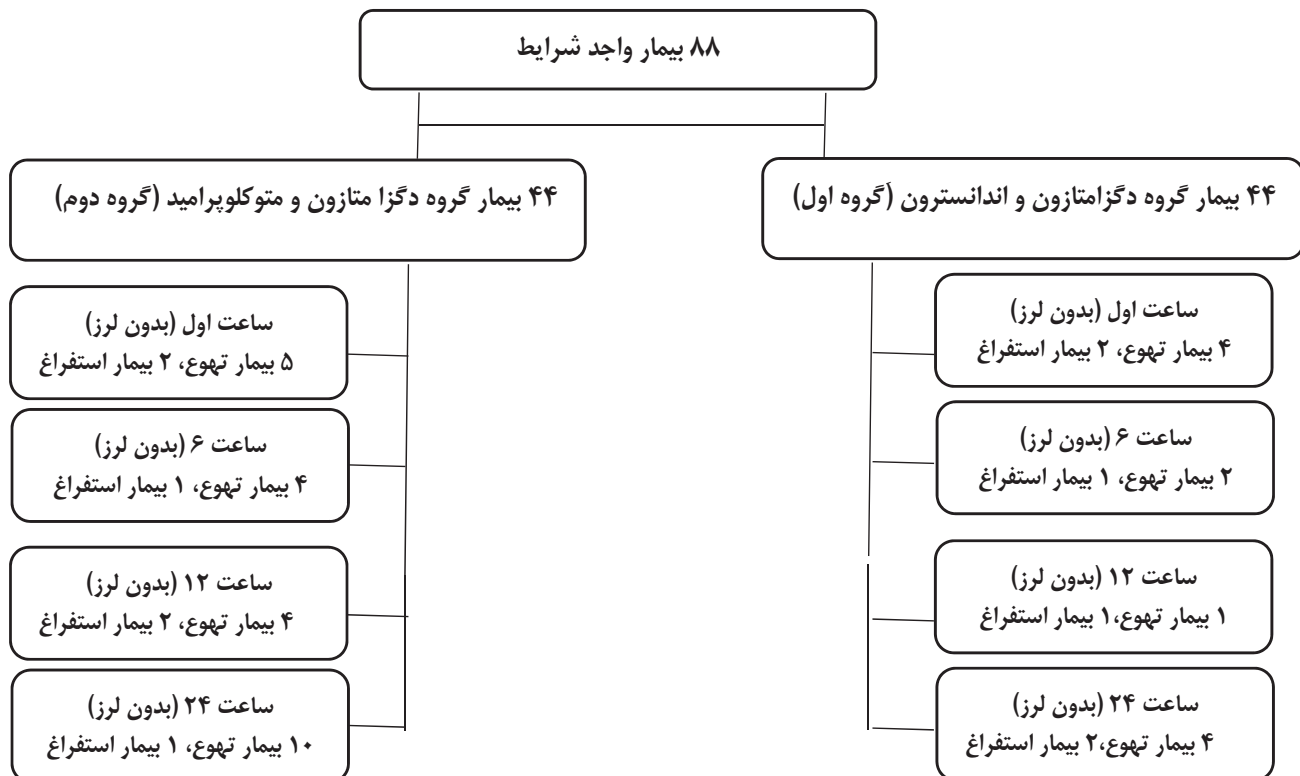 ۸۸ بیمار واجد شرایط
۴۴ بیمار گروه دگزامتازون و اندانسترون (گروه اول)
۴۴ بیمار گروه دگزا متازون و متوکلوپرامید (گروه دوم)
ساعت اول (بدون لرز)
۴ بیمار تهوع، ۲ بیمار استفراغ
ساعت ۶ (بدون لرز)
۲ بیمار تهوع، ۱ بیمار استفراغ
ساعت ۱۲ (بدون لرز)
۱ بیمار تهوع،۱ بیمار استفراغ
ساعت ۲۴ (بدون لرز)
۴ بیمار تهوع،۲ بیمار استفراغ
ساعت اول (بدون لرز)
۵ بیمار تهوع، ۲ بیمار استفراغ
ساعت ۶ (بدون لرز)
۴ بیمار تهوع، ۱ بیمار استفراغ
ساعت ۱۲ (بدون لرز)
۴ بیمار تهوع، ۲ بیمار استفراغ
ساعت ۲۴ (بدون لرز)
۱۰ بیمار تهوع، ۱ بیمار استفراغ